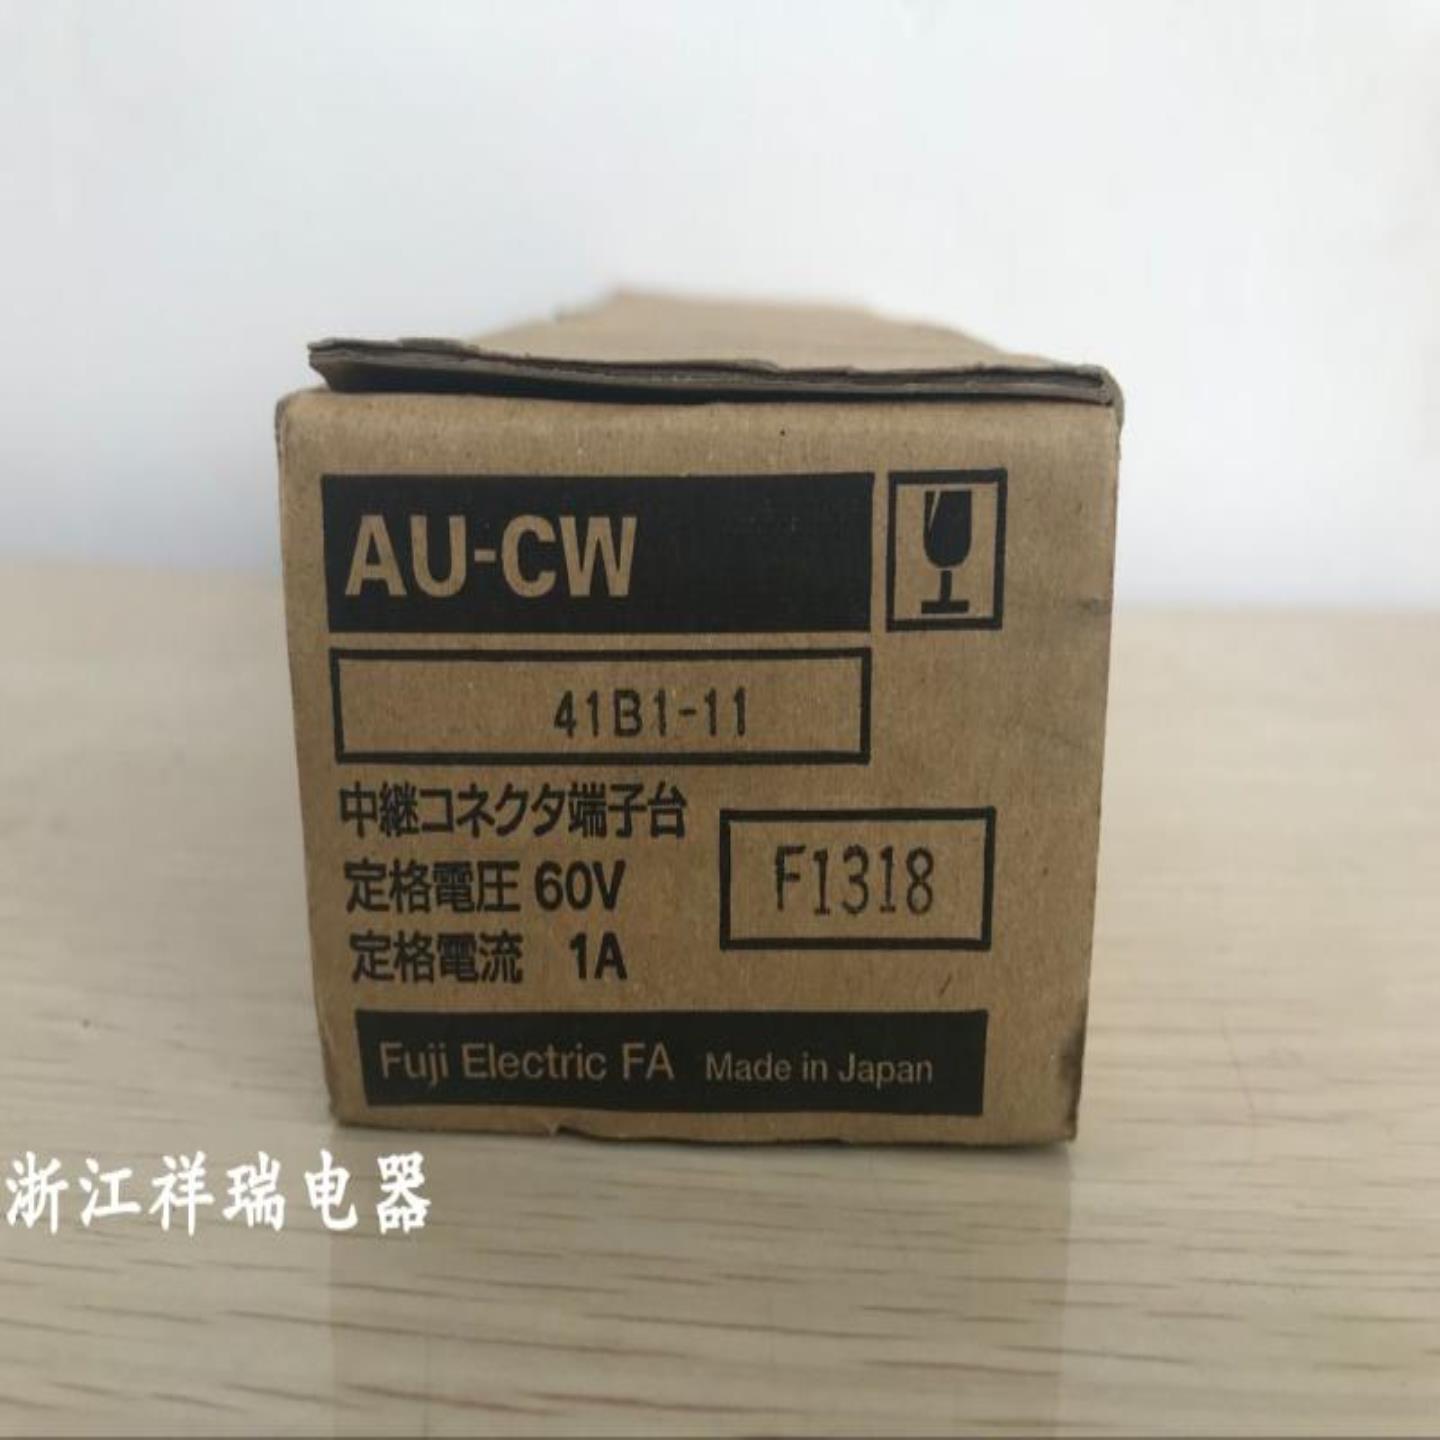 AU-CW
41B1-11
中継コネクタ端子台
定格電圧 60V
定格電流 1A
F1318
Fuji Electric FA Made in Japan
浙江祥瑞电器